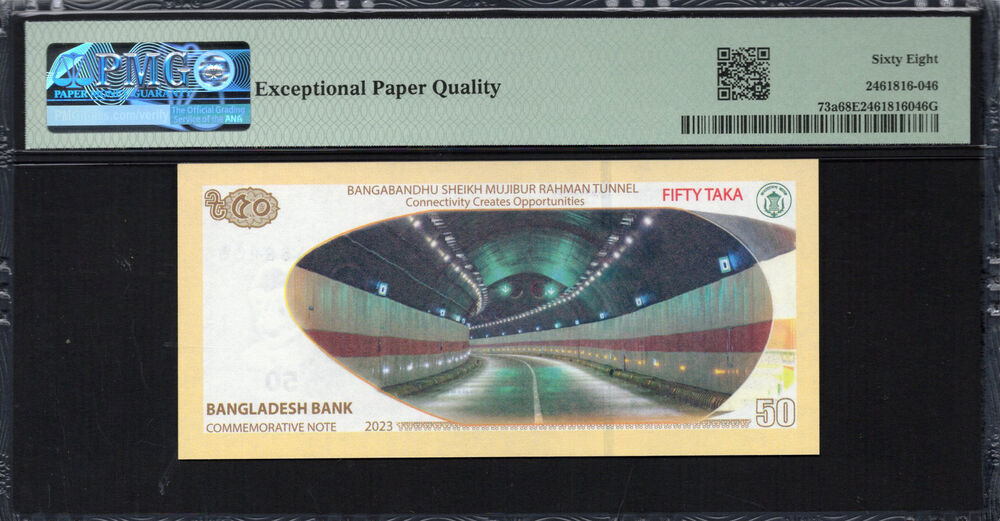 PMG
PAPER MONEY GUARANTY
PMGnotes.com/verify
The Official Grading
Service of the ANG
Exceptional Paper Quality
Sixty Eight
2461816-046
73a68E2461816046G
৳৫০
BANGABANDHU SHEIKH MUJIBUR RAHMAN TUNNEL
Connectivity Creates Opportunities
FIFTY TAKA
50
BANGLADESH BANK
COMMEMORATIVE NOTE 2023
50